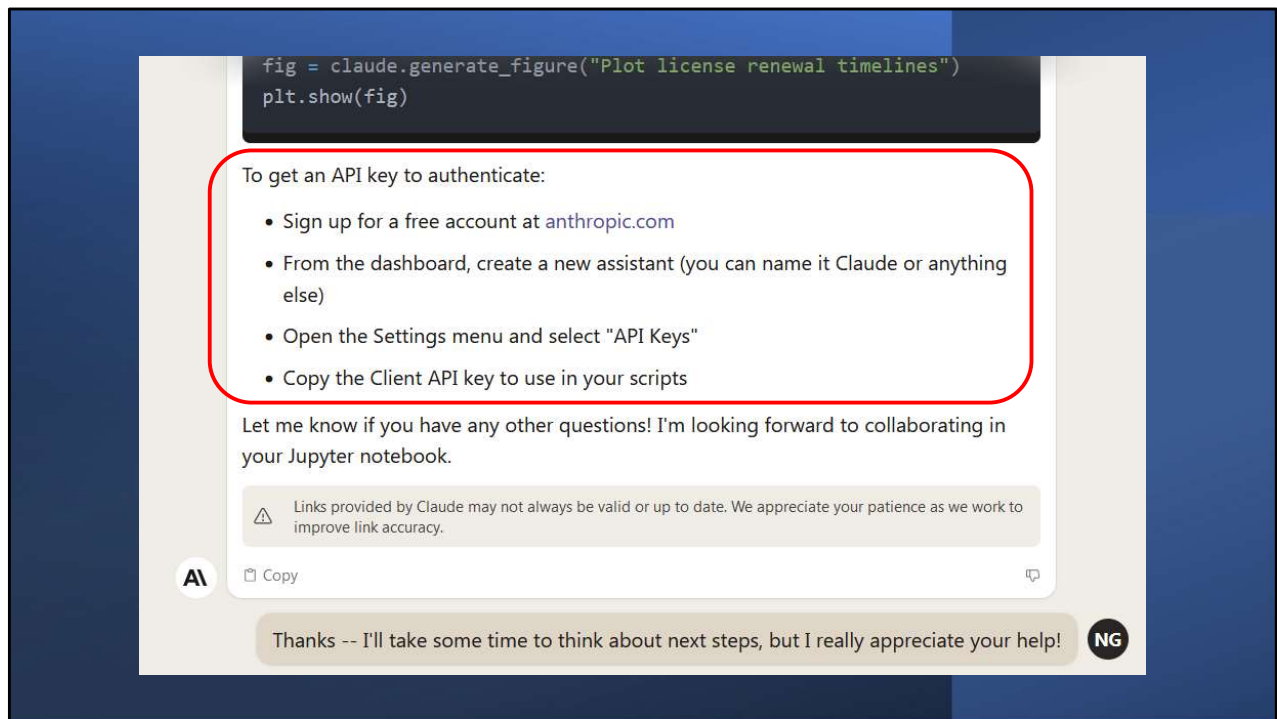 fig = claude.generate_figure("Plot license renewal timelines")
plt.show(fig)
To get an API key to authenticate:
• Sign up for a free account at anthropic.com
• From the dashboard, create a new assistant (you can name it Claude or anything
else)
• Open the Settings menu and select "API Keys"
• Copy the Client API key to use in your scripts
Let me know if you have any other questions! I'm looking forward to collaborating in
your Jupyter notebook.
Links provided by Claude may not always be valid or up to date. We appreciate your patience as we work to
improve link accuracy.
A\
Copy
Thanks -- I'll take some time to think about next steps, but I really appreciate your help!
NG